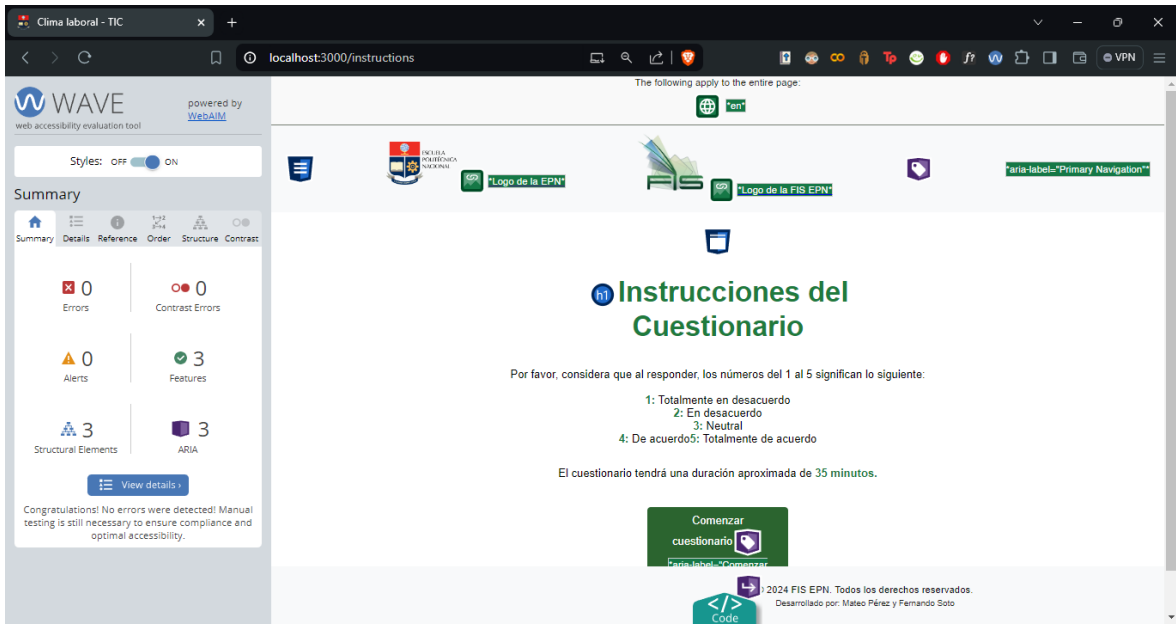 Clima laboral - TIC
localhost:3000/instructions
VPN
WAVE
web accessibility evaluation tool
powered by
WebAIM
Styles: OFF ON
Summary
Summary Details Reference Order Structure Contrast
0
Errors
0
Contrast Errors
0
Alerts
3
Features
3
Structural Elements
3
ARIA
View details ›
Congratulations! No errors were detected! Manual
testing is still necessary to ensure compliance and
optimal accessibility.
The following apply to the entire page:
*en*
ESCUELA
POLITÉCNICA
NACIONAL
*Logo de la EPN*
FIS
*Logo de la FIS EPN*
*aria-label="Primary Navigation"*
h1 Instrucciones del
Cuestionario
Por favor, considera que al responder, los números del 1 al 5 significan lo siguiente:
1: Totalmente en desacuerdo
2: En desacuerdo
3: Neutral
4: De acuerdo5: Totalmente de acuerdo
El cuestionario tendrá una duración aproximada de 35 minutos.
Comenzar
cuestionario
*aria-label="Comenzar
2024 FIS EPN. Todos los derechos reservados.
Desarrollado por: Mateo Pérez y Fernando Soto
</>
Code